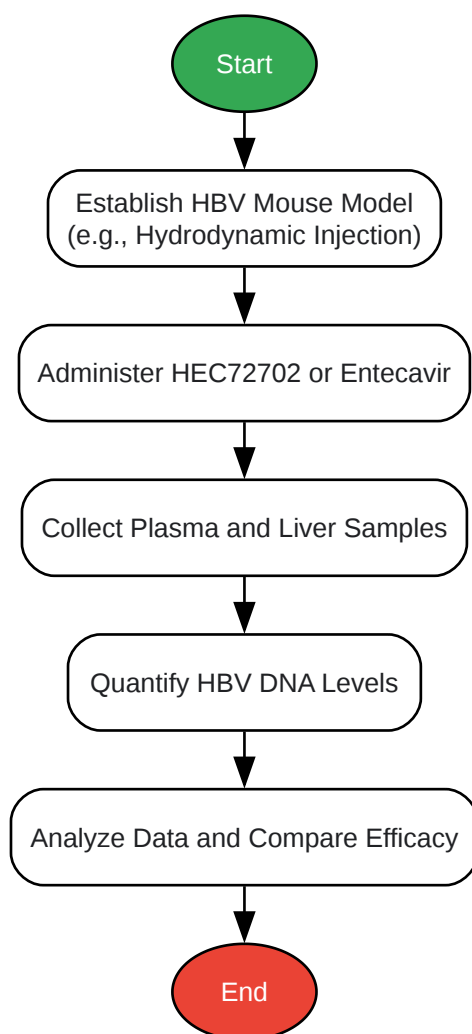 Start
Establish HBV Mouse Model
(e.g., Hydrodynamic Injection)
Administer HEC72702 or Entecavir
Collect Plasma and Liver Samples
Quantify HBV DNA Levels
Analyze Data and Compare Efficacy
End